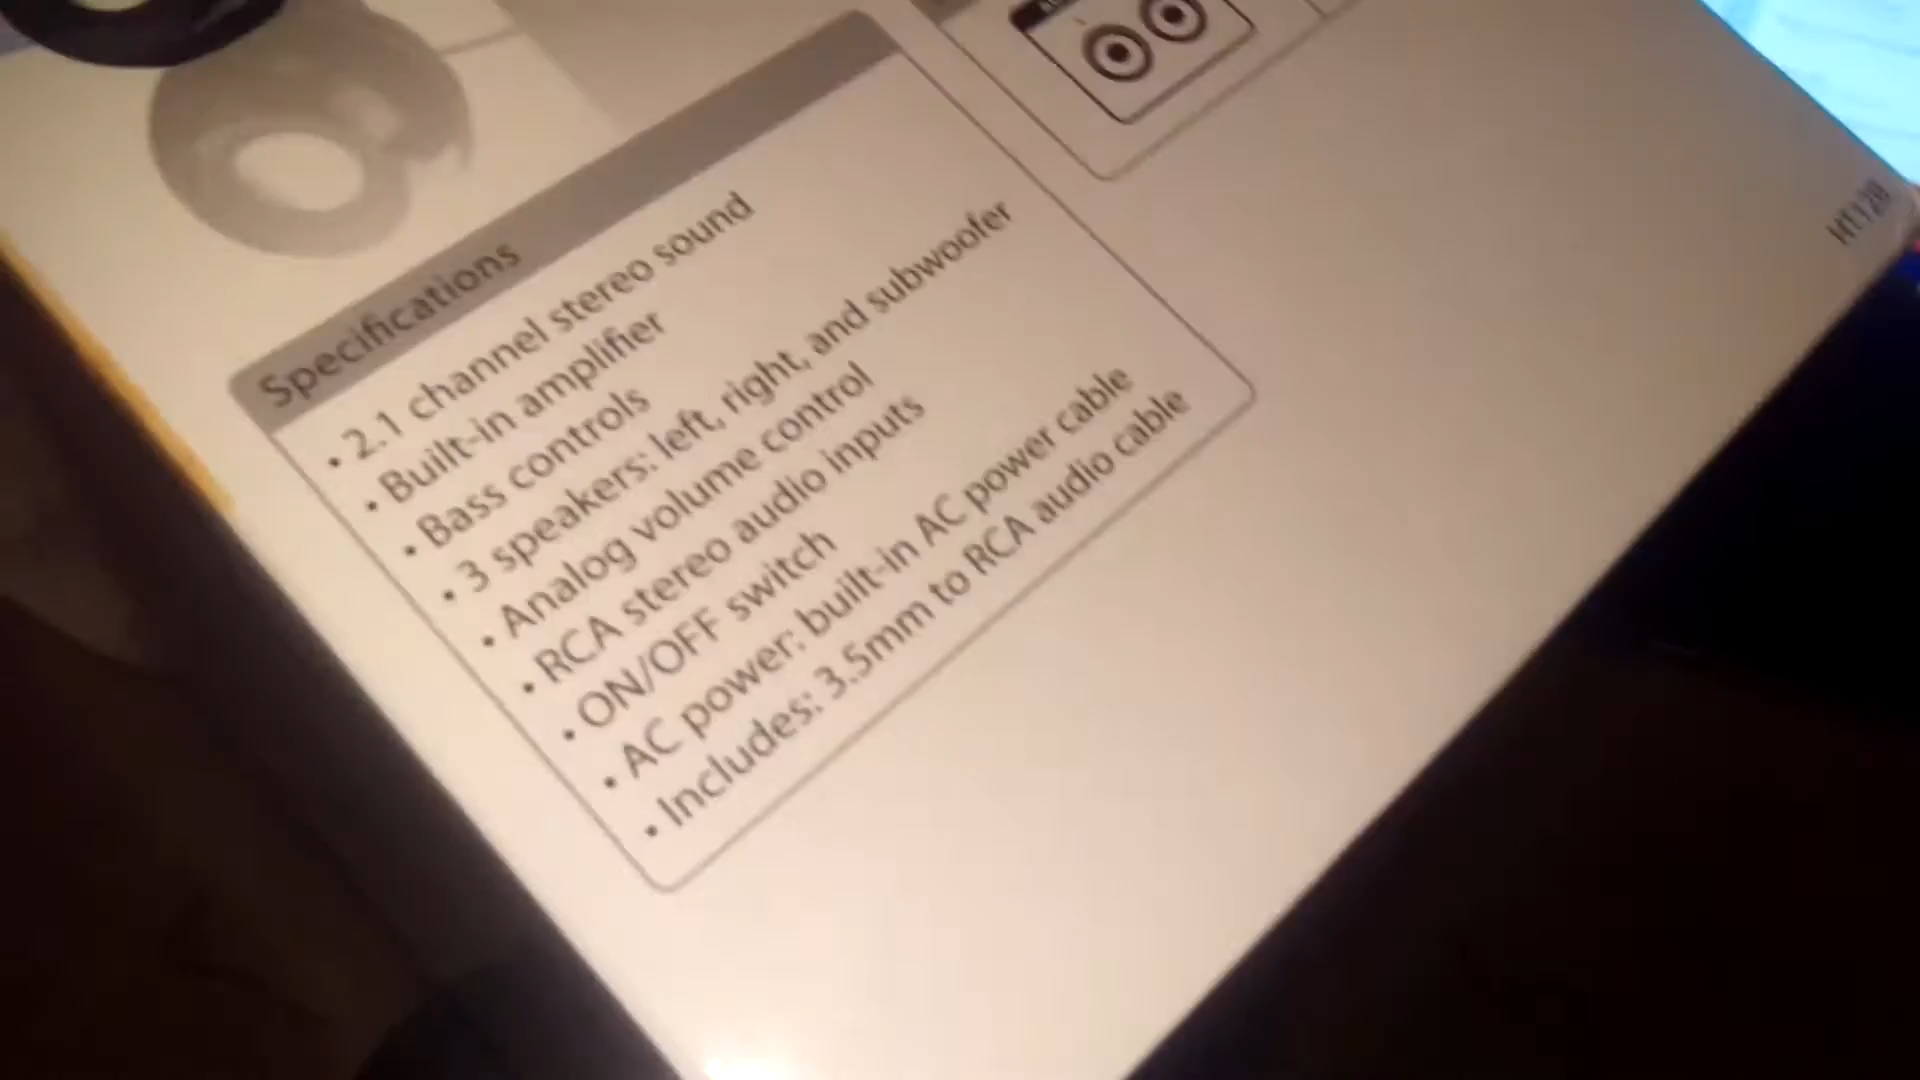 Specifications
• 2.1 channel stereo sound
• Built-in amplifier
• Bass controls
• 3 speakers: left, right, and subwoofer
• Analog volume control
• RCA stereo audio inputs
• ON/OFF switch
• AC power: built-in AC power cable
• Includes: 3.5mm to RCA audio cable